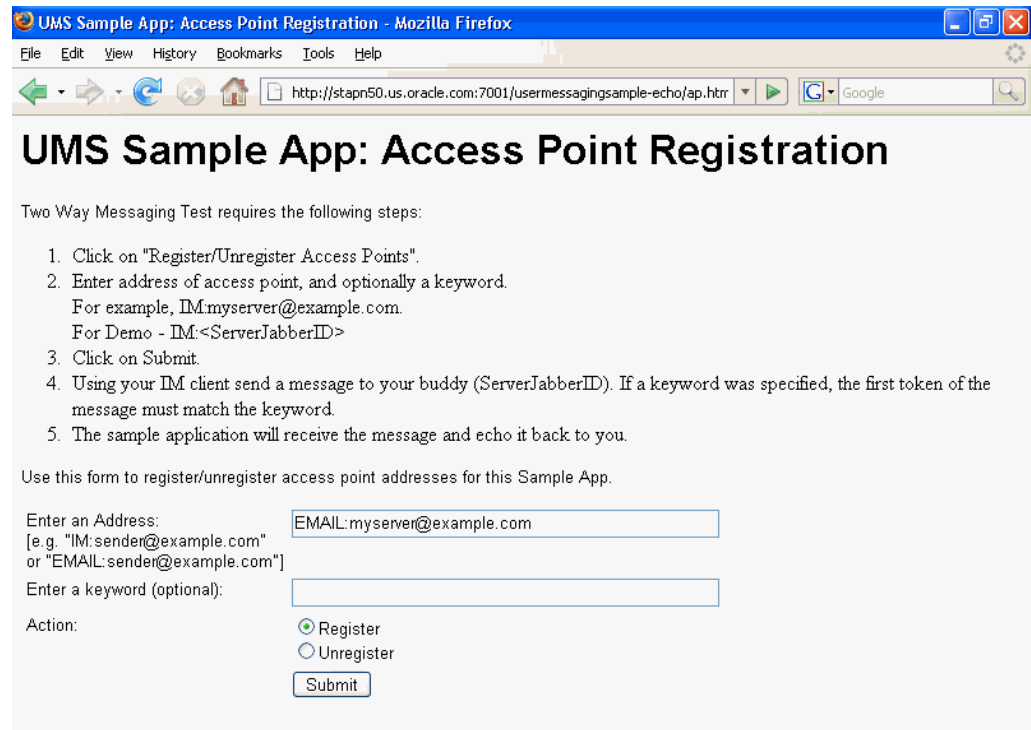 UMS Sample App: Access Point Registration - Mozilla Firefox
File Edit View History Bookmarks Tools Help
http://stapn50.us.oracle.com:7001/usermessagingsample-echo/ap.htm
G Google
UMS Sample App: Access Point Registration
Two Way Messaging Test requires the following steps:
1. Click on "Register/Unregister Access Points".
2. Enter address of access point, and optionally a keyword.
For example, IM:myserver@example.com.
For Demo - IM:<ServerJabberID>
3. Click on Submit.
4. Using your IM client send a message to your buddy (ServerJabberID). If a keyword was specified, the first token of the
message must match the keyword.
5. The sample application will receive the message and echo it back to you.
Use this form to register/unregister access point addresses for this Sample App.
Enter an Address:
[e.g. "IM:sender@example.com"
or "EMAIL:sender@example.com"]
EMAIL:myserver@example.com
Enter a keyword (optional):
Action:
Register
Unregister
Submit